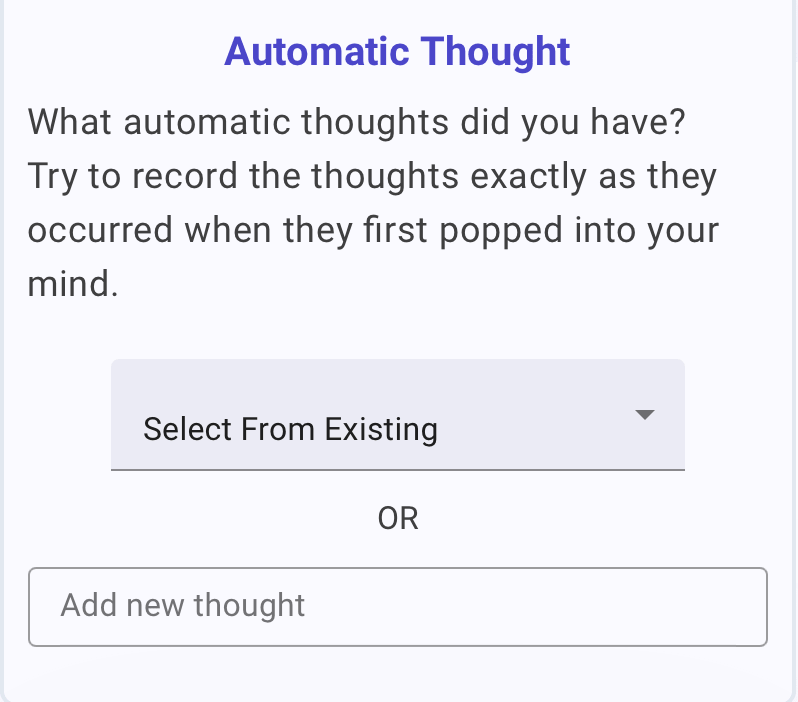 Automatic Thought
What automatic thoughts did you have?
Try to record the thoughts exactly as they
occurred when they first popped into your
mind.
Select From Existing
OR
Add new thought